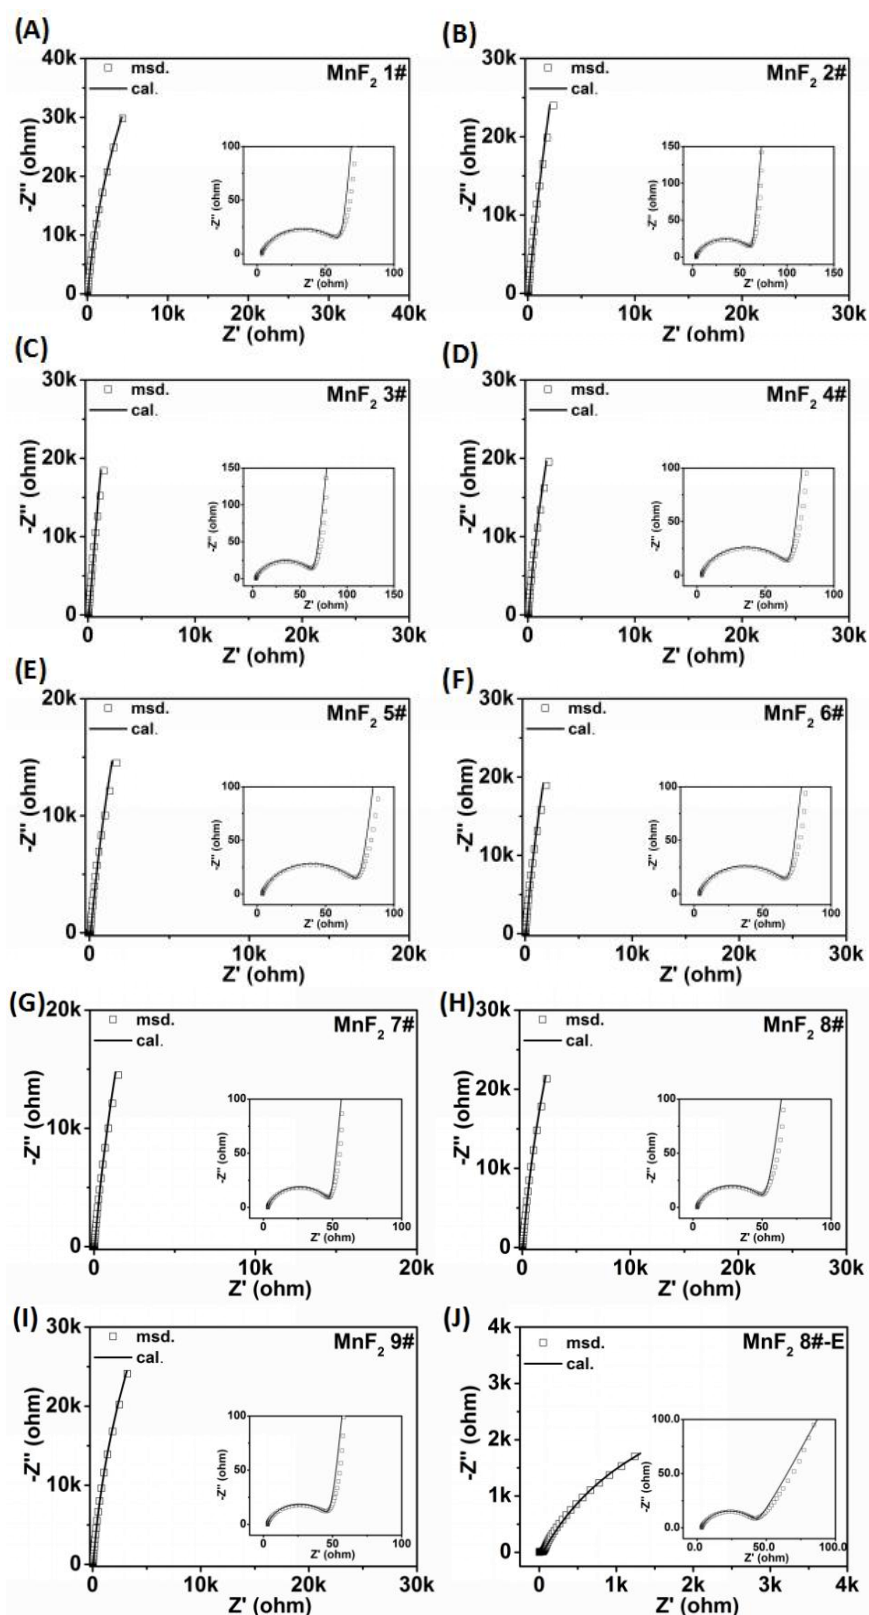 (A)
MnF2 1#
msd.
cal.
-Z'' (ohm)
40k
30k
20k
10k
0
0 10k 20k 30k 40k
Z' (ohm)
-Z'' (ohm)
100
50
0
0 50 100
Z' (ohm)
(B)
MnF2 2#
msd.
cal.
-Z'' (ohm)
30k
20k
10k
0
0 10k 20k 30k
Z' (ohm)
-Z'' (ohm)
150
100
50
0
0 50 100 150
Z' (ohm)
(C)
MnF2 3#
msd.
cal.
-Z'' (ohm)
30k
20k
10k
0
0 10k 20k 30k
Z' (ohm)
-Z'' (ohm)
150
100
50
0
0 50 100 150
Z' (ohm)
(D)
MnF2 4#
msd.
cal.
-Z'' (ohm)
30k
20k
10k
0
0 10k 20k 30k
Z' (ohm)
-Z'' (ohm)
100
50
0
0 50 100
Z' (ohm)
(E)
MnF2 5#
msd.
cal.
-Z'' (ohm)
20k
10k
0
0 10k 20k
Z' (ohm)
-Z'' (ohm)
100
50
0
0 50 100
Z' (ohm)
(F)
MnF2 6#
msd.
cal.
-Z'' (ohm)
30k
20k
10k
0
0 10k 20k 30k
Z' (ohm)
-Z'' (ohm)
100
50
0
0 50 100
Z' (ohm)
(G)
MnF2 7#
msd.
cal.
-Z'' (ohm)
20k
10k
0
0 10k 20k
Z' (ohm)
-Z'' (ohm)
100
50
0
0 50 100
Z' (ohm)
(H)
MnF2 8#
msd.
cal.
-Z'' (ohm)
30k
20k
10k
0
0 10k 20k 30k
Z' (ohm)
-Z'' (ohm)
100
50
0
0 50 100
Z' (ohm)
(I)
MnF2 9#
msd.
cal.
-Z'' (ohm)
30k
20k
10k
0
0 10k 20k 30k
Z' (ohm)
-Z'' (ohm)
100
50
0
0 50 100
Z' (ohm)
(J)
MnF2 8#-E
msd.
cal.
-Z'' (ohm)
4k
3k
2k
1k
0
0 1k 2k 3k 4k
Z' (ohm)
-Z'' (ohm)
100.0
50.0
0.0
0.0 50.0 100.0
Z' (ohm)